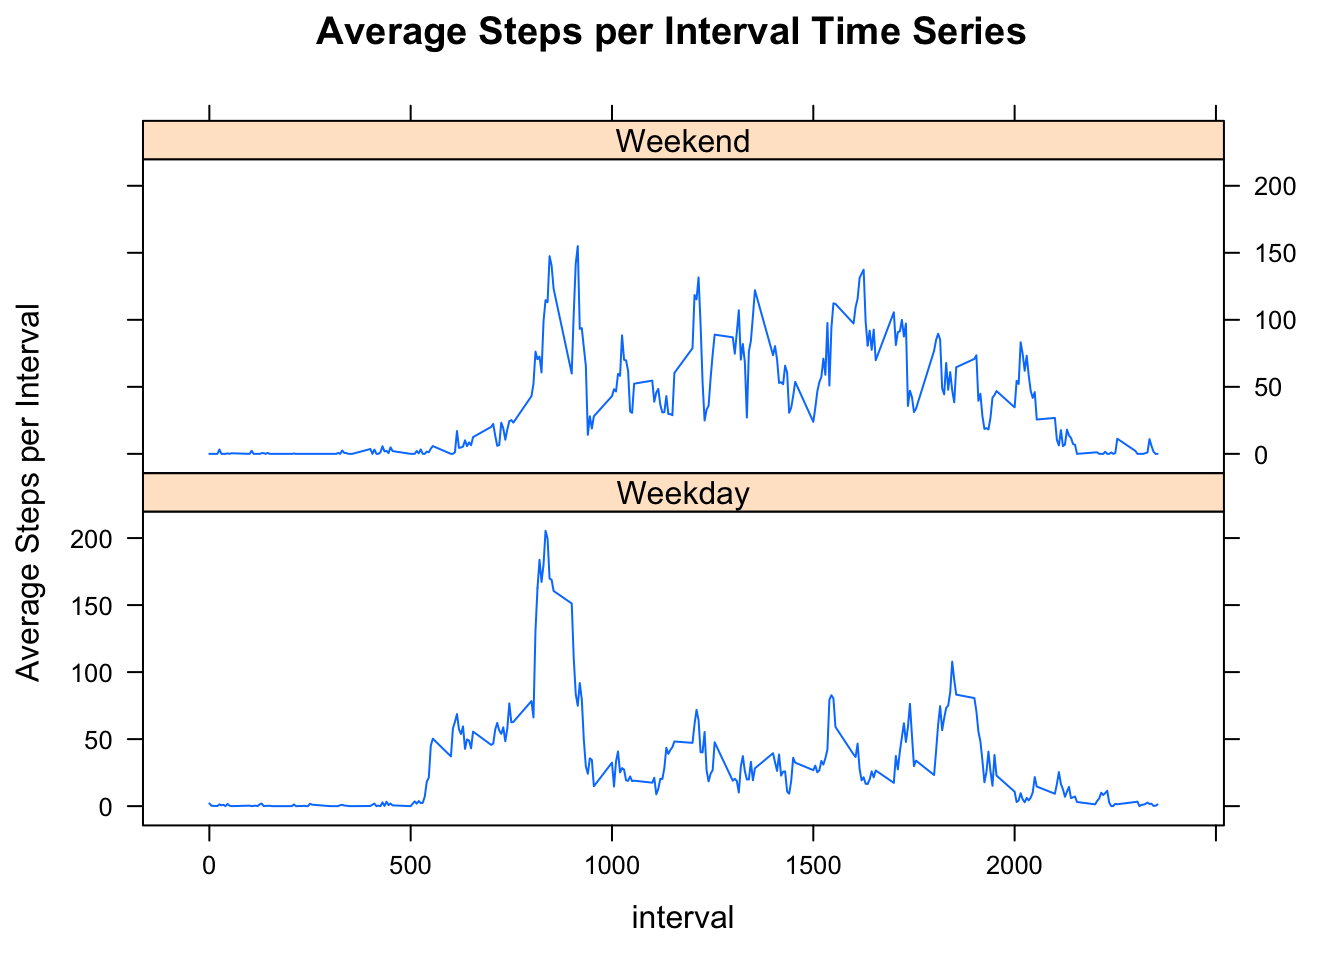 Average Steps per Interval Time Series
Weekend
200
150
100
50
0
Weekday
200
150
100
50
0
Average Steps per Interval
0 500 1000 1500 2000
interval